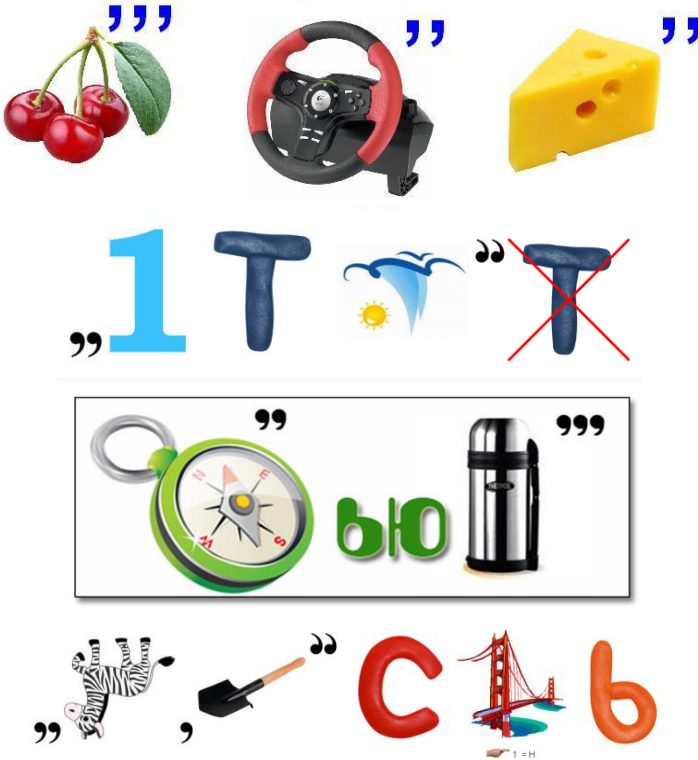 ,,, ,, ,,
,, 1 Т ,, Т
,, ,,,
N E
W S
ью
,, , ,, С Ь
1 = Н